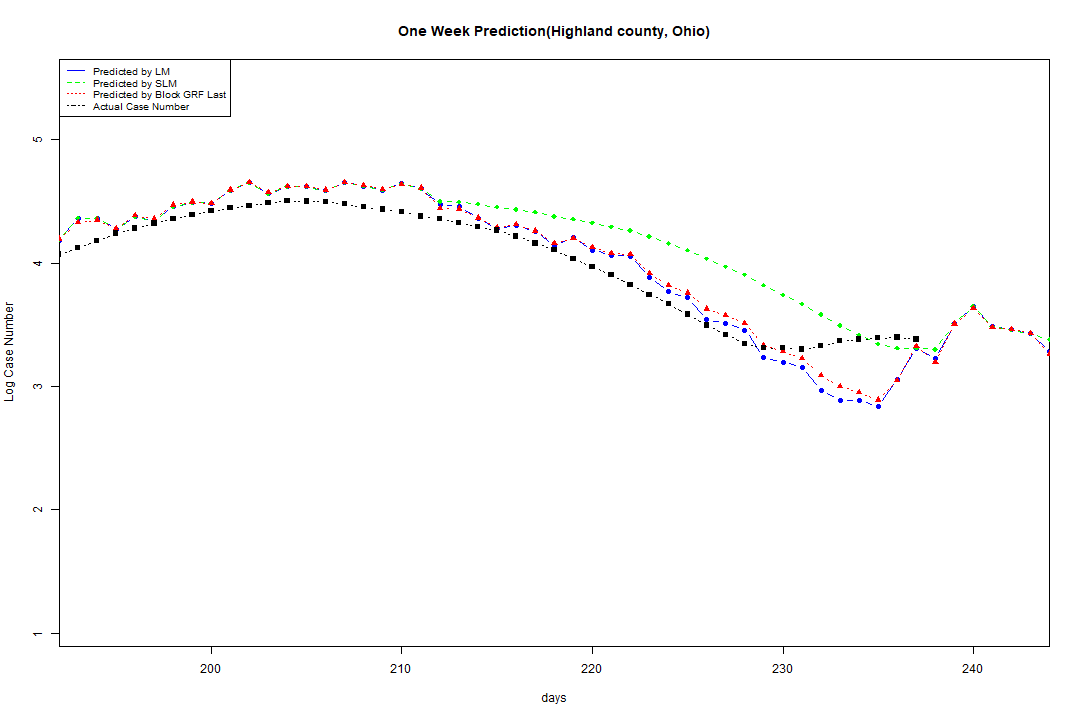 One Week Prediction(Highland county, Ohio)
Predicted by LM
Predicted by SLM
Predicted by Block GRF Last
Actual Case Number
5
4
3
2
1
Log Case Number
200
210
220
230
240
days